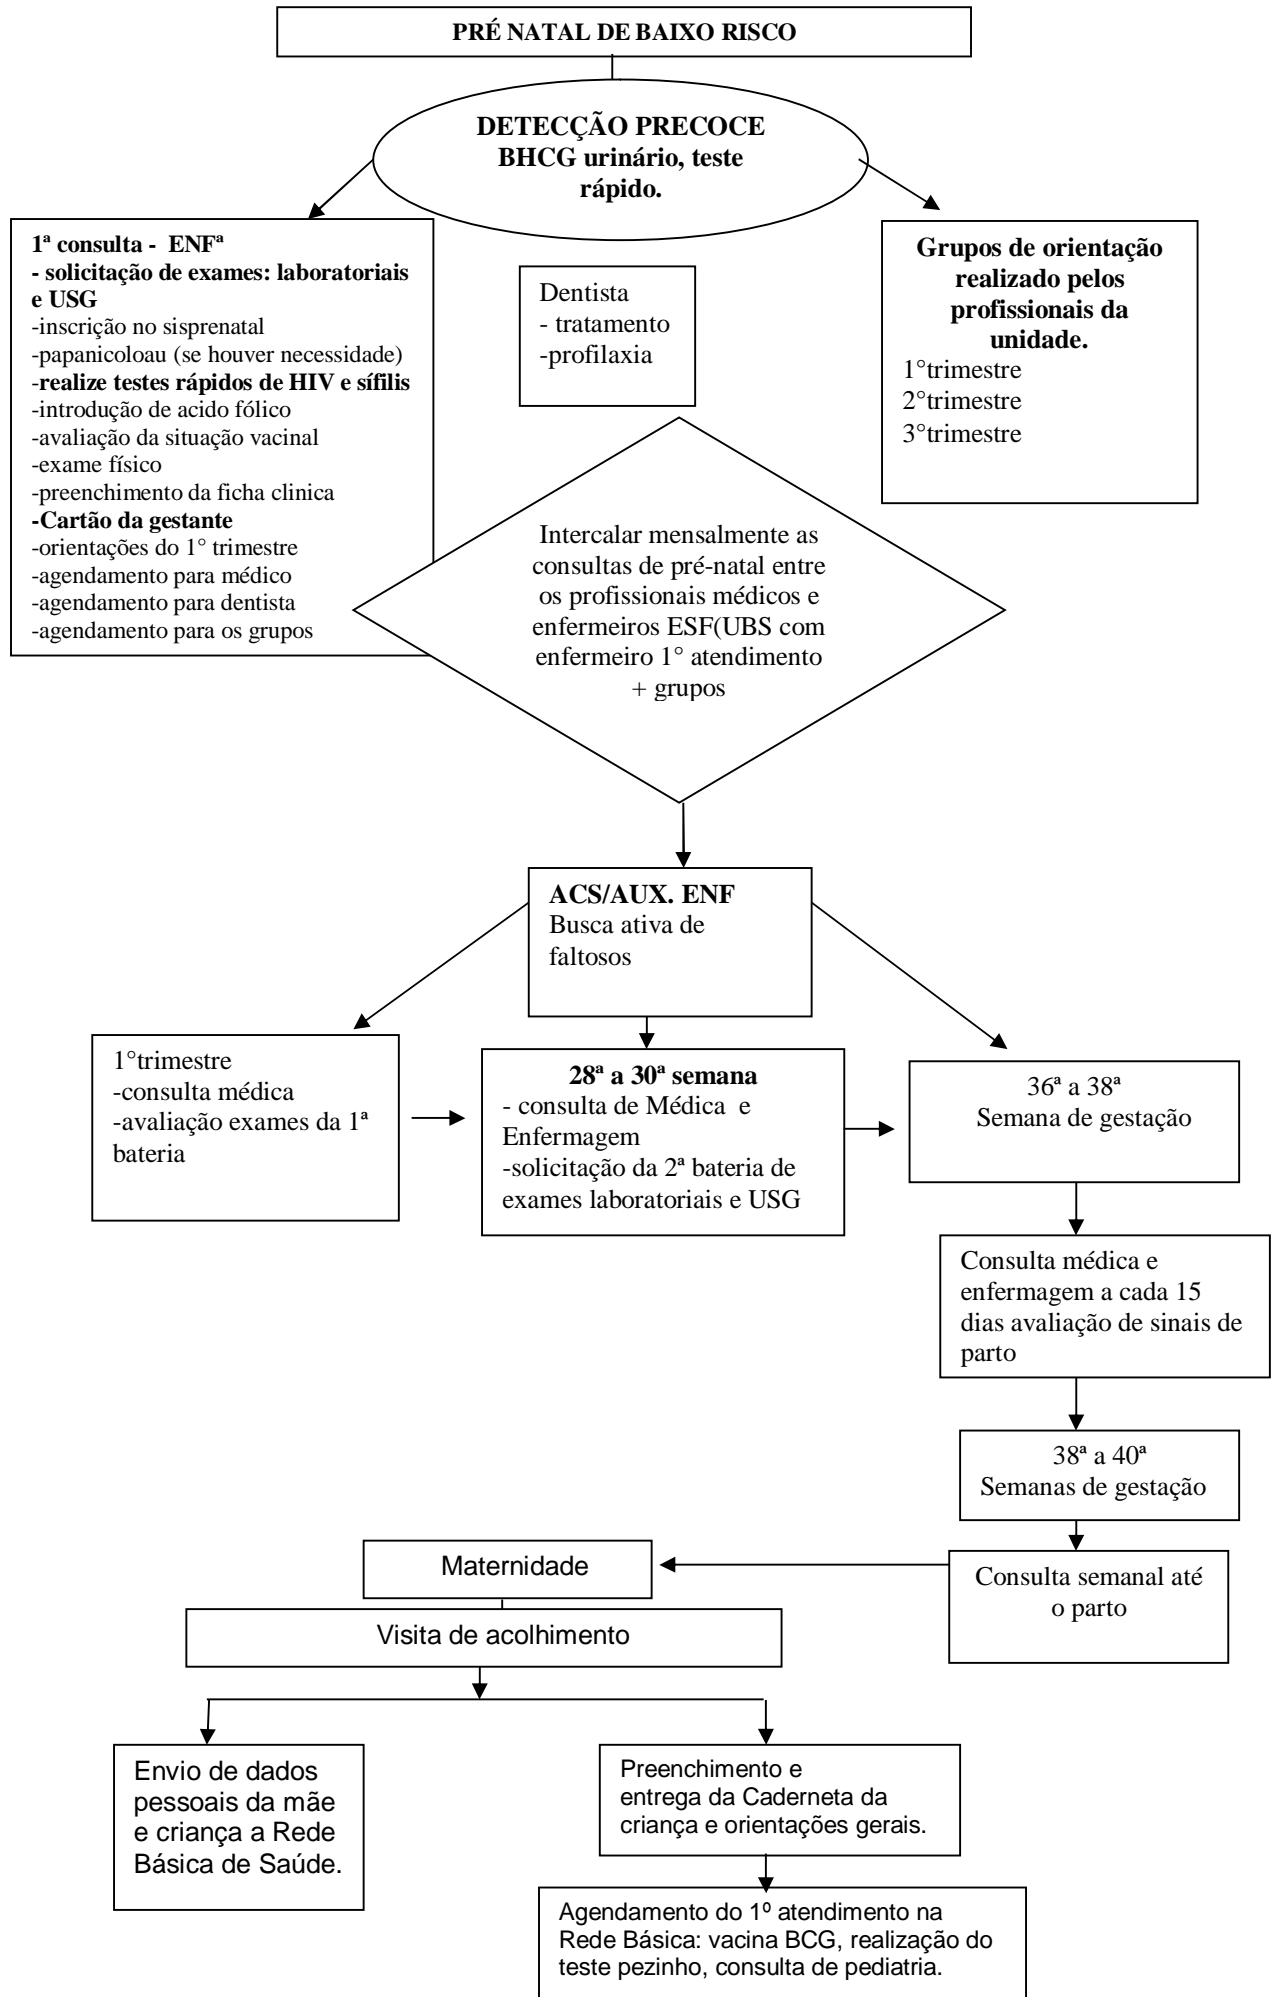 PRÉ NATAL DE BAIXO RISCO
DETECÇÃO PRECOCE
BHCG urinário, teste
rápido.
1ª consulta - ENFª
- solicitação de exames: laboratoriais
e USG
-inscrição no sisprenatal
-papanicoloau (se houver necessidade)
-realize testes rápidos de HIV e sífilis
-introdução de acido fólico
-avaliação da situação vacinal
-exame físico
-preenchimento da ficha clinica
-Cartão da gestante
-orientações do 1° trimestre
-agendamento para médico
-agendamento para dentista
-agendamento para os grupos
Dentista
- tratamento
-profilaxia
Grupos de orientação
realizado pelos
profissionais da
unidade.
1°trimestre
2°trimestre
3°trimestre
Intercalar mensalmente as
consultas de pré-natal entre
os profissionais médicos e
enfermeiros ESF(UBS com
enfermeiro 1° atendimento
+ grupos
ACS/AUX. ENF
Busca ativa de
faltosos
1°trimestre
-consulta médica
-avaliação exames da 1ª
bateria
28ª a 30ª semana
- consulta de Médica e
Enfermagem
-solicitação da 2ª bateria de
exames laboratoriais e USG
36ª a 38ª
Semana de gestação
Consulta médica e
enfermagem a cada 15
dias avaliação de sinais de
parto
38ª a 40ª
Semanas de gestação
Consulta semanal até
o parto
Maternidade
Visita de acolhimento
Envio de dados
pessoais da mãe
e criança a Rede
Básica de Saúde.
Preenchimento e
entrega da Caderneta da
criança e orientações gerais.
Agendamento do 1º atendimento na
Rede Básica: vacina BCG, realização do
teste pezinho, consulta de pediatria.